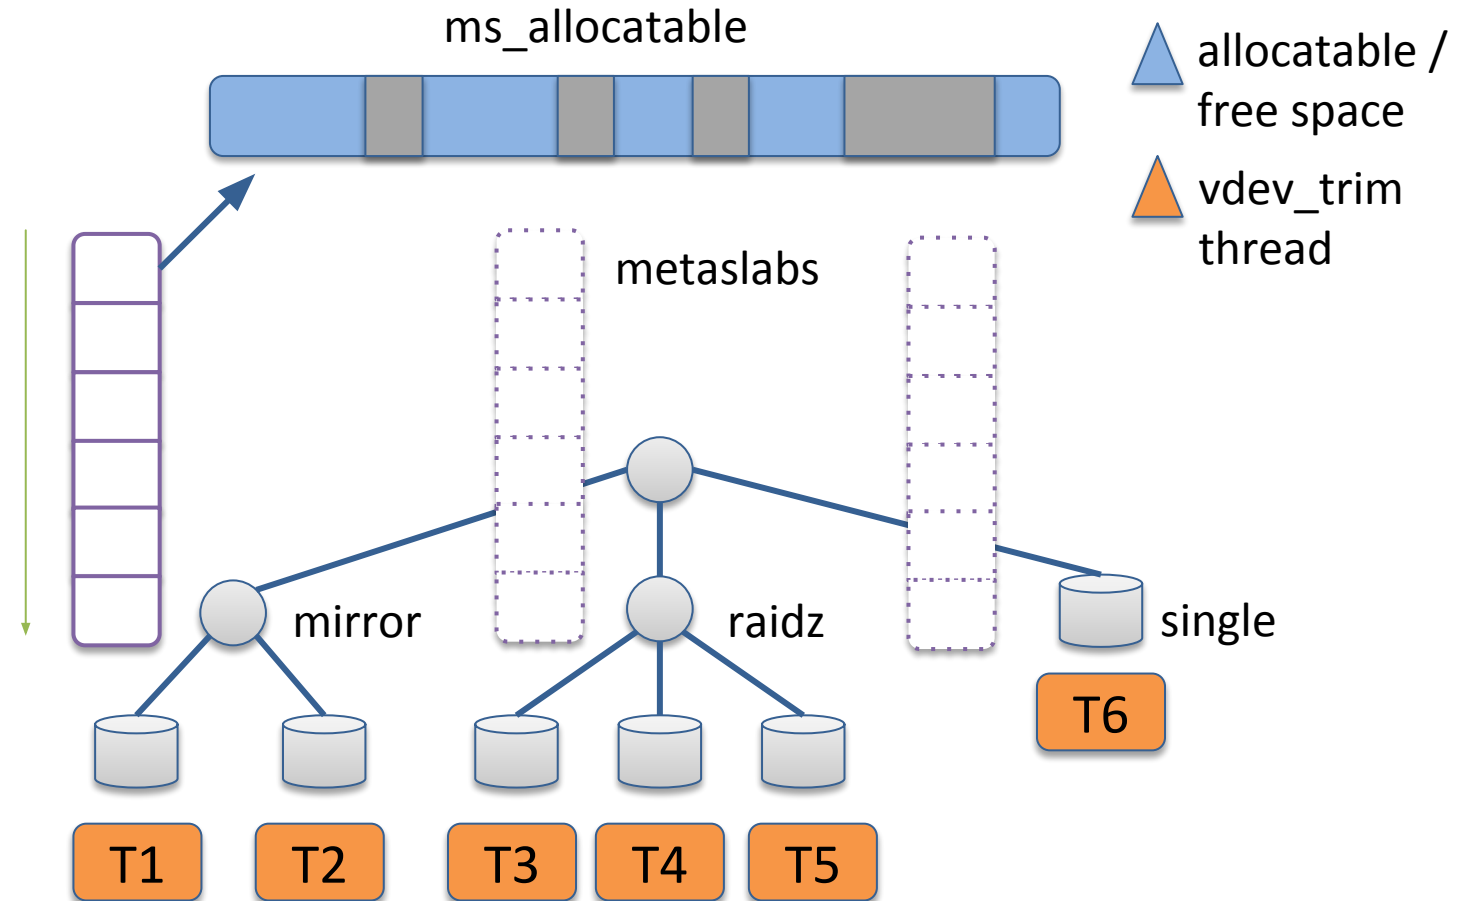 ms_allocatable
allocatable /
free space
vdev_trim
thread
metaslabs
mirror
raidz
single
T6
T1
T2
T3
T4
T5